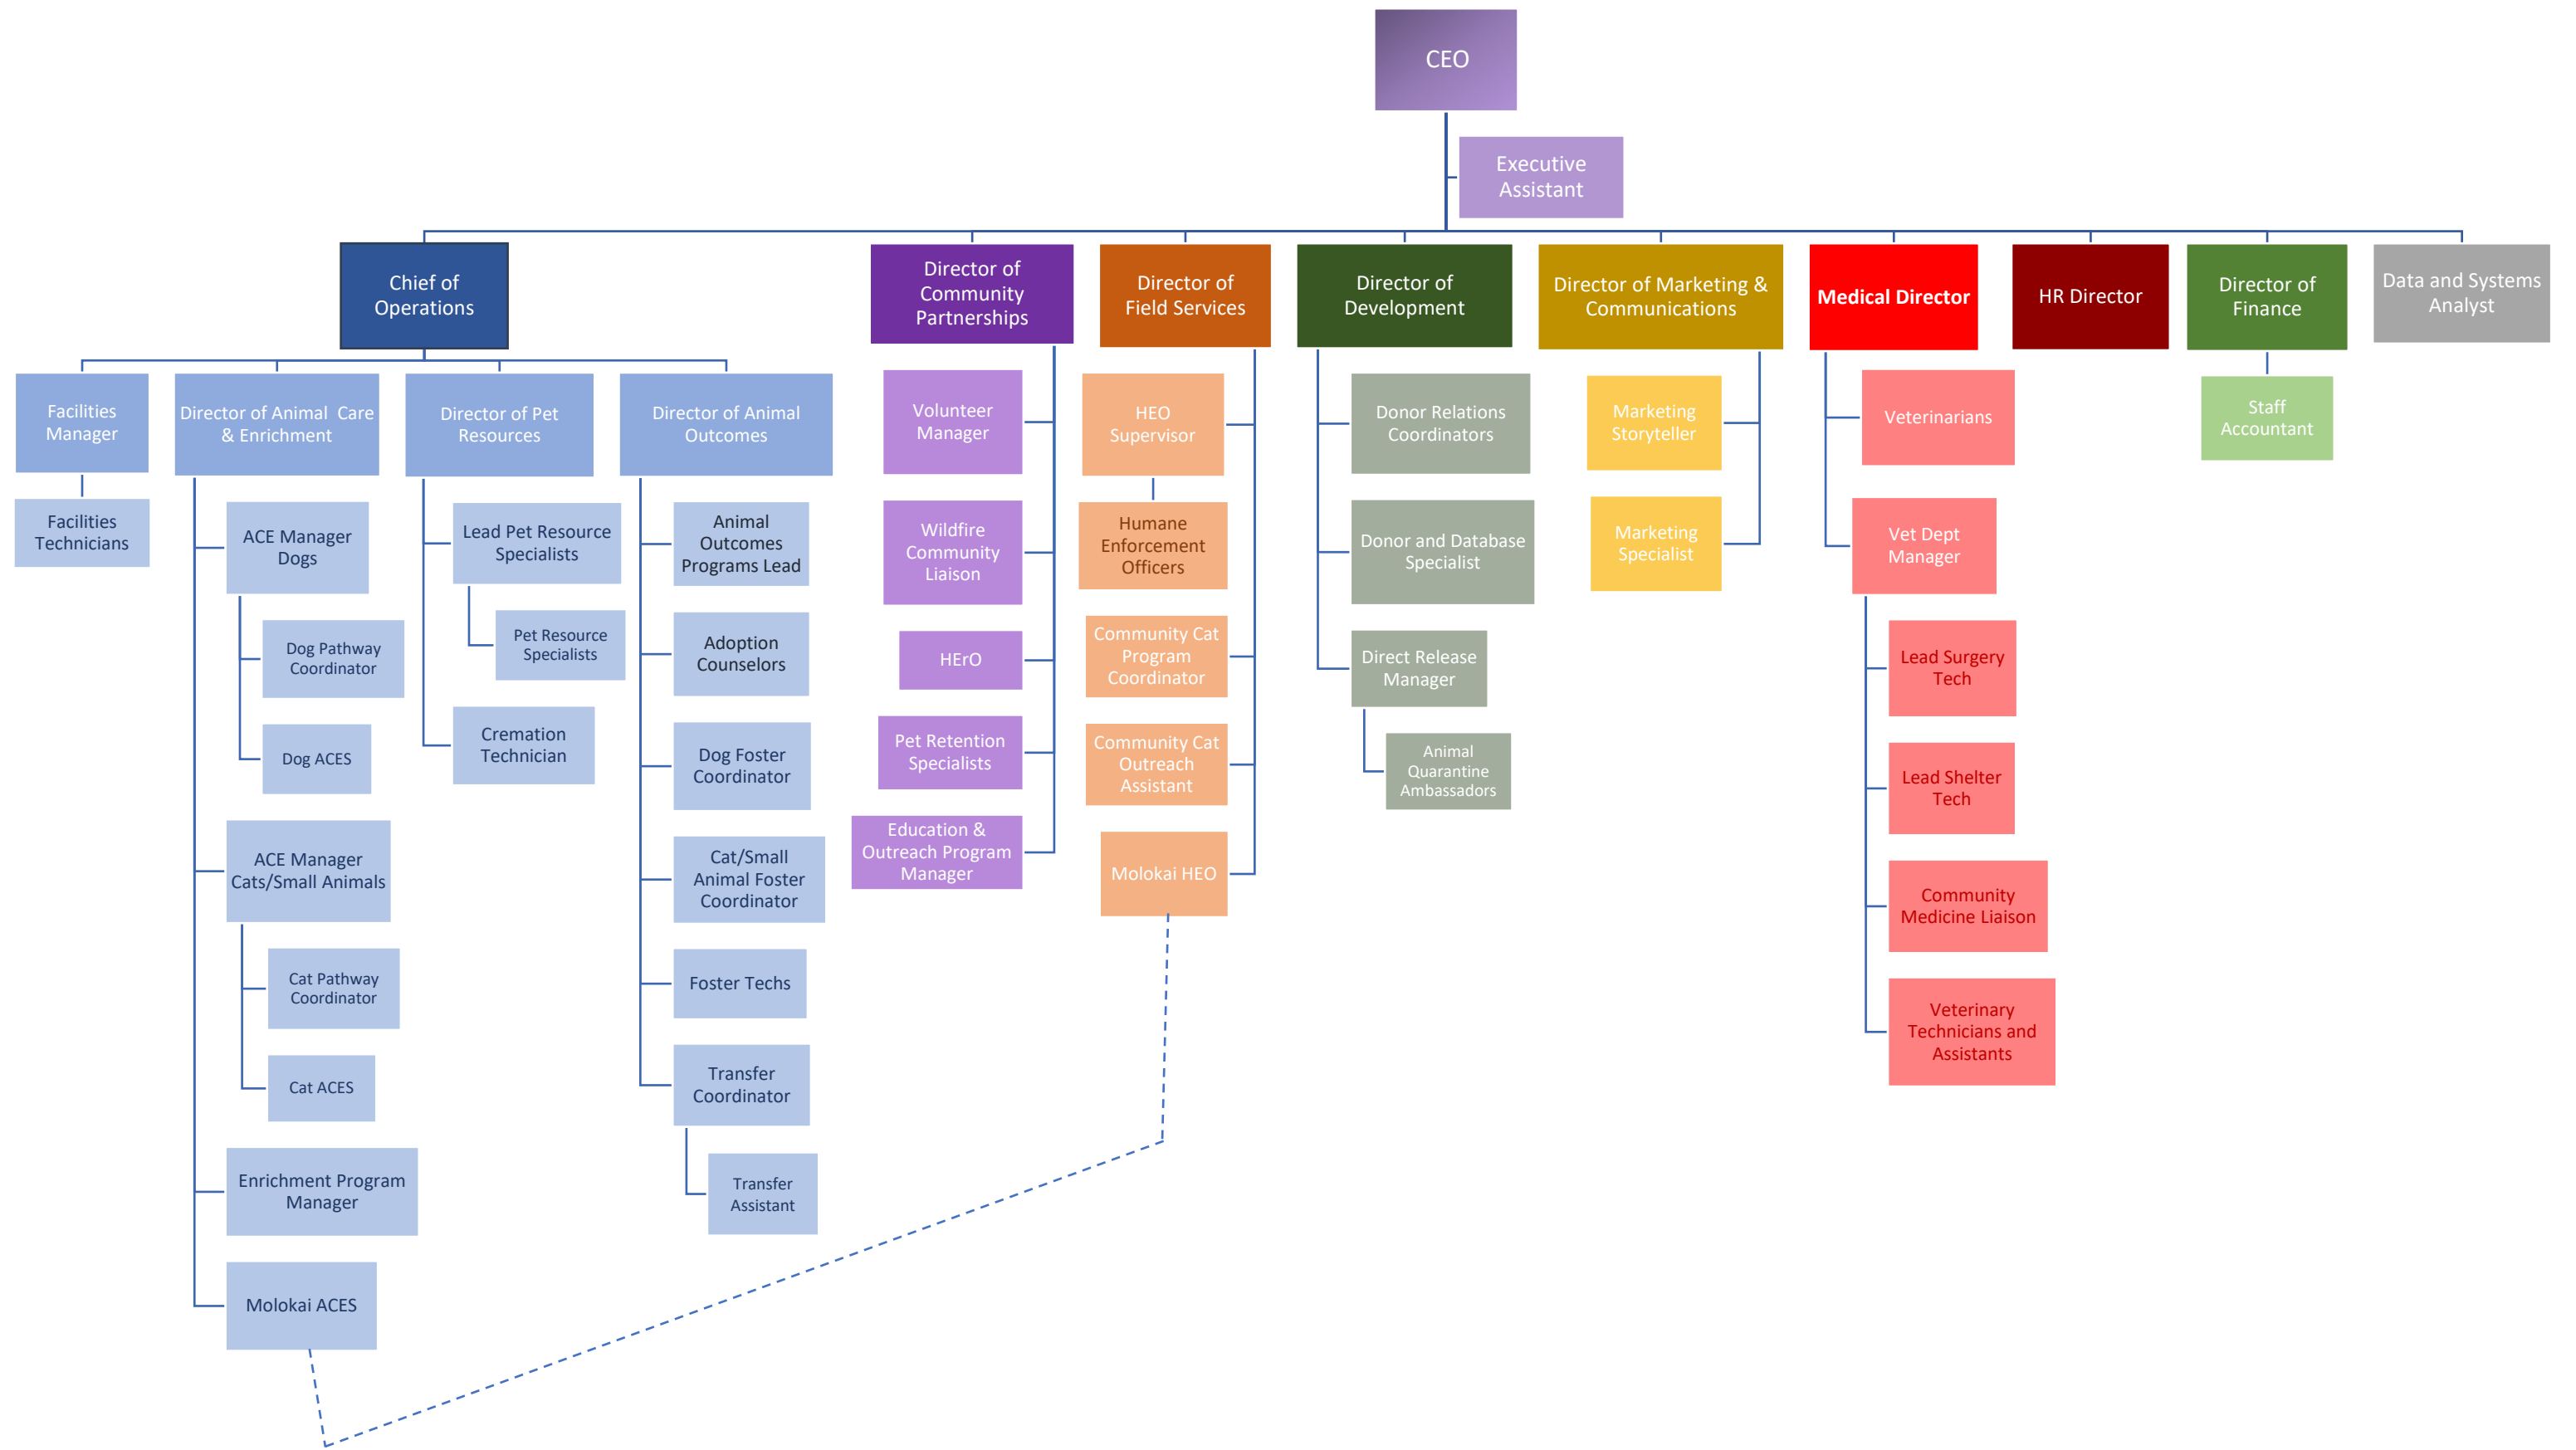 CEO
Executive
Assistant
Chief of
Operations
Director of
Community
Partnerships
Director of
Field Services
Director of
Development
Director of Marketing &
Communications
Medical Director
HR Director
Director of
Finance
Data and Systems
Analyst
Facilities
Manager
Facilities
Technicians
Director of Animal Care
& Enrichment
ACE Manager
Dogs
Dog Pathway
Coordinator
Dog ACES
ACE Manager
Cats/Small Animals
Cat Pathway
Coordinator
Cat ACES
Enrichment Program
Manager
Molokai ACES
Director of Pet
Resources
Lead Pet Resource
Specialists
Pet Resource
Specialists
Cremation
Technician
Director of Animal
Outcomes
Animal
Outcomes
Programs Lead
Adoption
Counselors
Dog Foster
Coordinator
Cat/Small
Animal Foster
Coordinator
Foster Techs
Transfer
Coordinator
Transfer
Assistant
Volunteer
Manager
Wildfire
Community
Liaison
HErO
Pet Retention
Specialists
Education &
Outreach Program
Manager
HEO
Supervisor
Humane
Enforcement
Officers
Community Cat
Program
Coordinator
Community Cat
Outreach
Assistant
Molokai HEO
Donor Relations
Coordinators
Donor and Database
Specialist
Direct Release
Manager
Animal
Quarantine
Ambassadors
Marketing
Storyteller
Marketing
Specialist
Veterinarians
Vet Dept
Manager
Lead Surgery
Tech
Lead Shelter
Tech
Community
Medicine Liaison
Veterinary
Technicians and
Assistants
Staff
Accountant